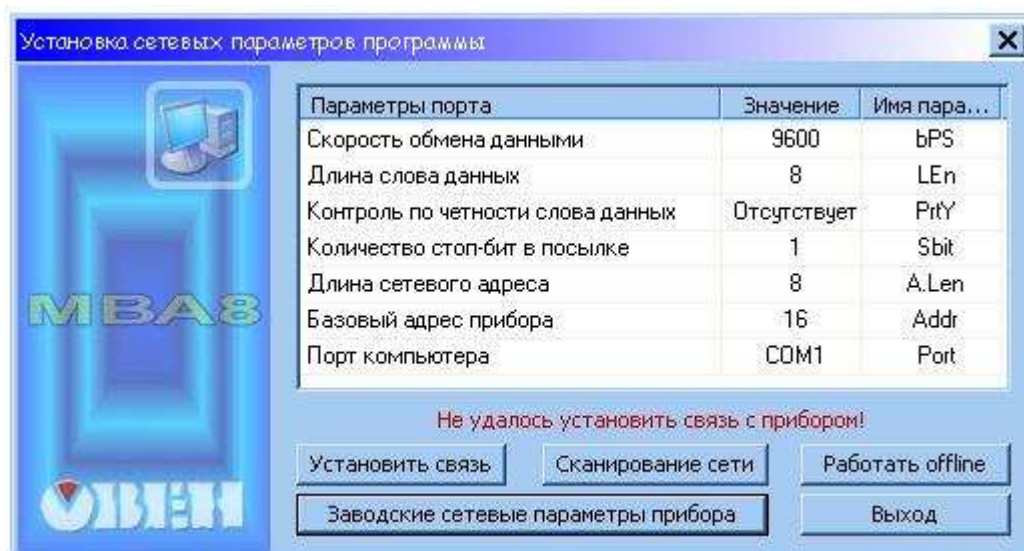 Установка сетевых параметров программы
Параметры порта Значение Имя пара...
Скорость обмена данными 9600 bPS
Длина слова данных 8 LEn
Контроль по четности слова данных Отсутствует PrtY
Количество стоп-бит в посылке 1 Sbit
Длина сетевого адреса 8 A.Len
Базовый адрес прибора 16 Addr
Порт компьютера COM1 Port
МВА8
Не удалось установить связь с прибором!
Установить связь Сканирование сети Работать offline
ОВЕН
Заводские сетевые параметры прибора Выход